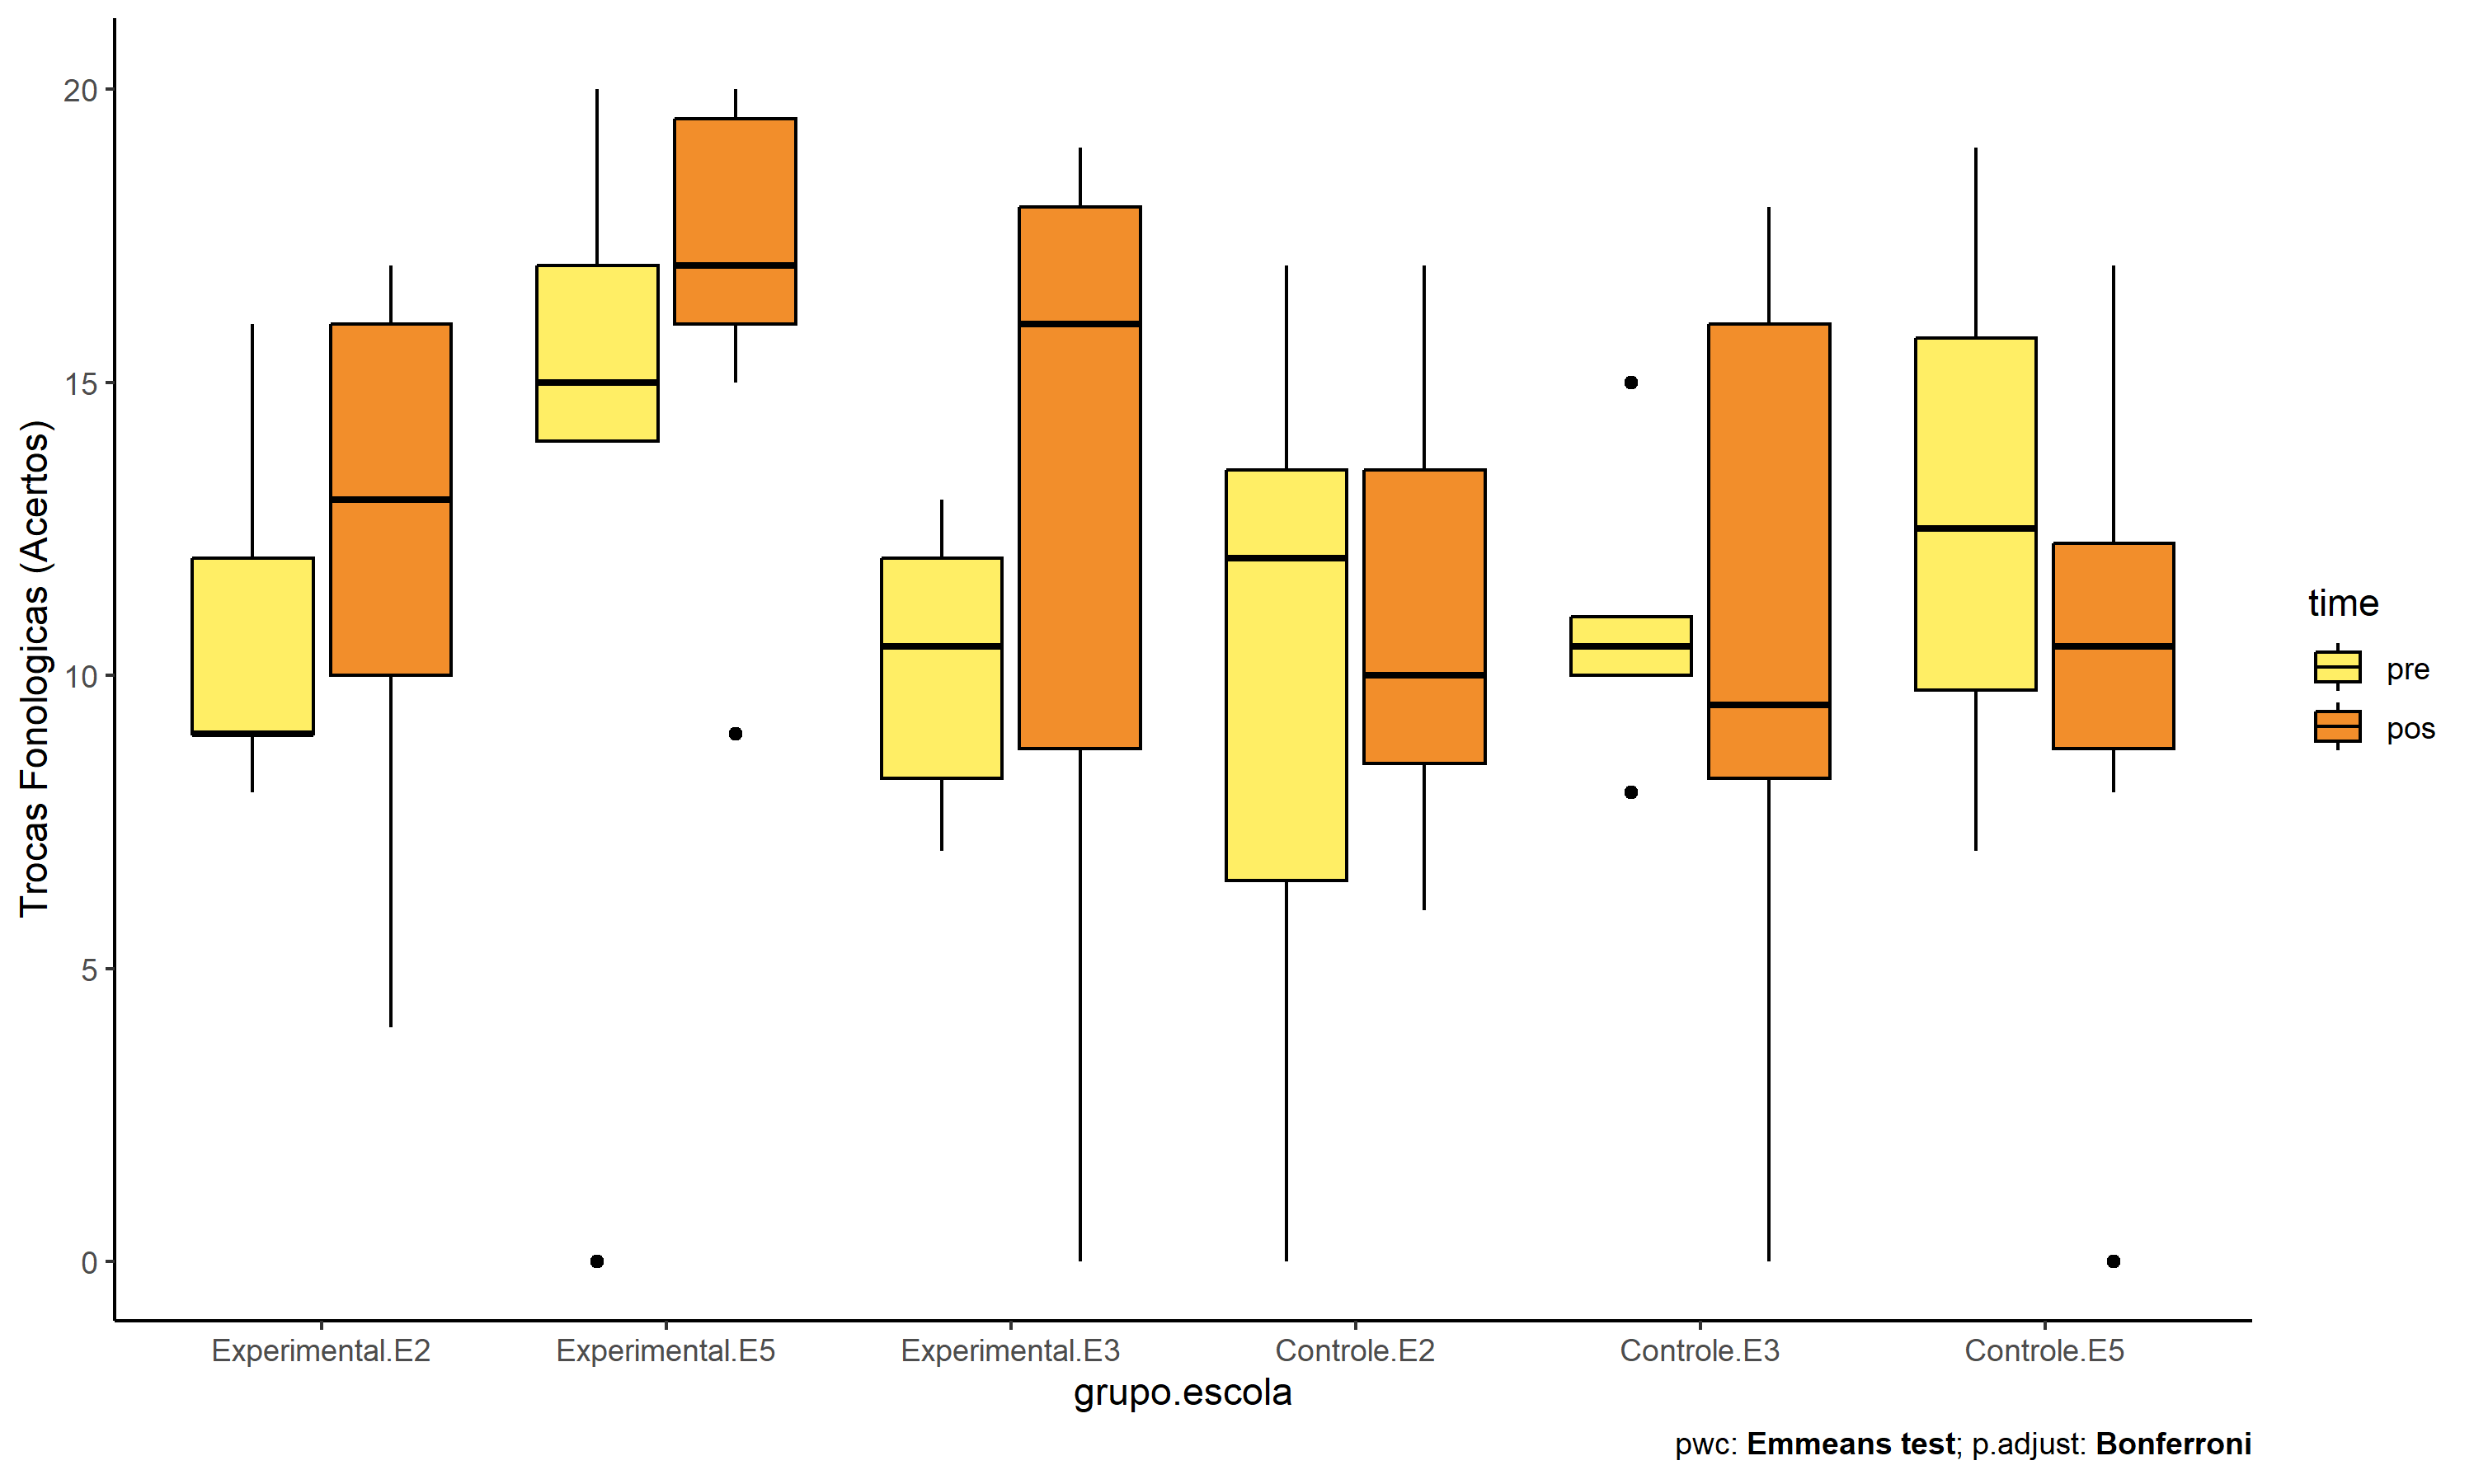 Trocas Fonologicas (Acertos)
20
15
10
5
0
Experimental.E2
Experimental.E5
Experimental.E3
Controle.E2
Controle.E3
Controle.E5
grupo.escola
time
pre
pos
pwc: Emmeans test; p.adjust: Bonferroni